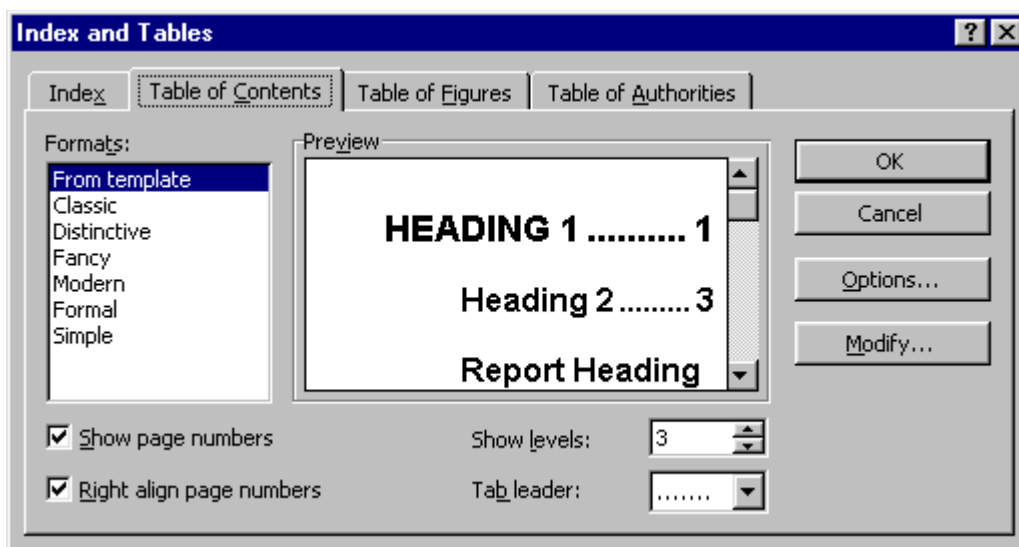 Index and Tables
Index
Table of Contents
Table of Figures
Table of Authorities
Formats:
From template
Classic
Distinctive
Fancy
Modern
Formal
Simple
Preview
HEADING 1 .......... 1
Heading 2 ......... 3
Report Heading
OK
Cancel
Options...
Modify...
Show page numbers
Right align page numbers
Show levels: 3
Tab leader: .......